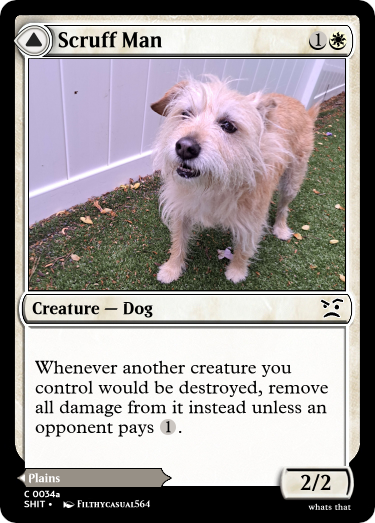 Scruff Man 1
Creature — Dog
Whenever another creature you
control would be destroyed, remove
all damage from it instead unless an
opponent pays 1.
Plains
2/2
C 0034a
SHIT • Filthycasual564
whats that